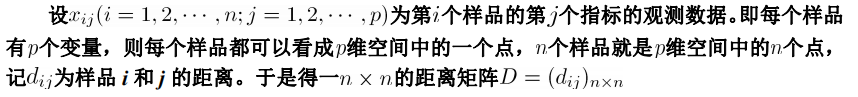 设$x_{ij}(i=1,2,\cdots,n;j=1,2,\cdots,p)$为第$i$个样品的第$j$个指标的观测数据。即每个样品
有$p$个变量，则每个样品都可以看成$p$维空间中的一个点，$n$个样品就是$p$维空间中的$n$个点，
记$d_{ij}$为样品 $i$ 和 $j$ 的距离。于是得一$n \times n$的距离矩阵$D=(d_{ij})_{n \times n}$